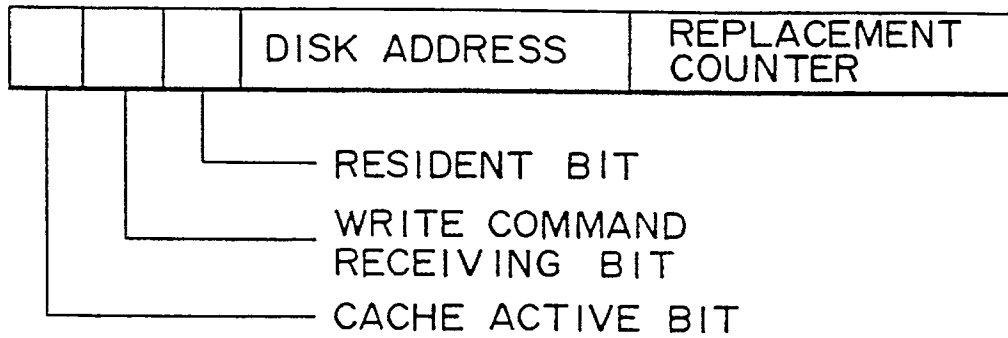 DISK ADDRESS
REPLACEMENT
COUNTER
RESIDENT BIT
WRITE COMMAND
RECEIVING BIT
CACHE ACTIVE BIT